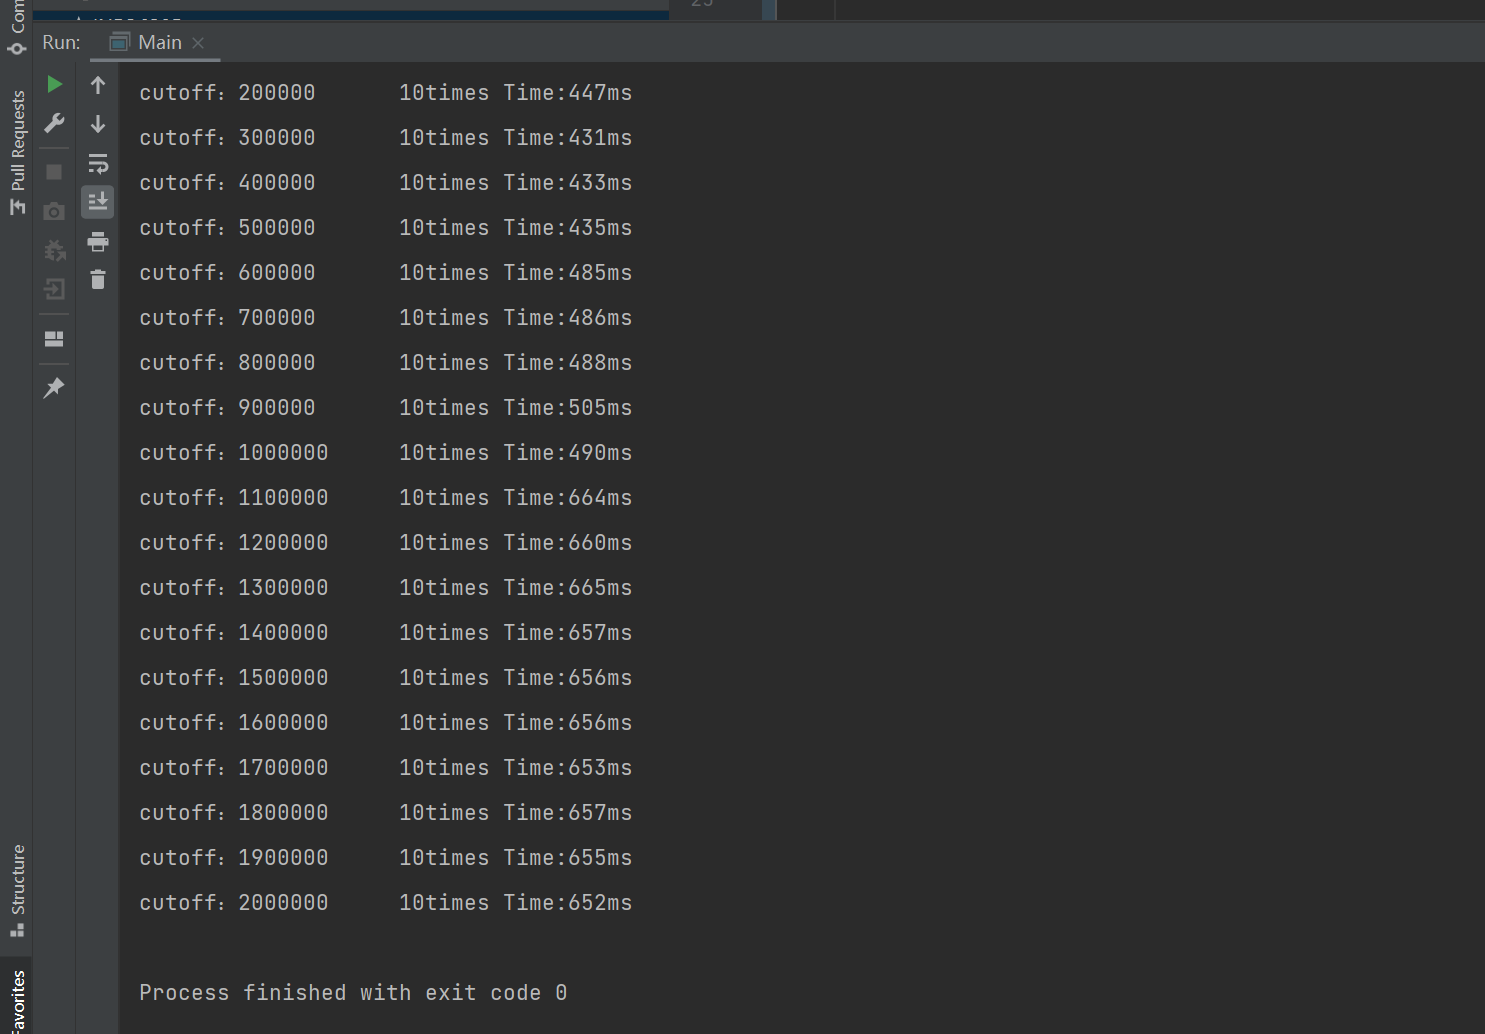 Run: Main
cutoff：200000 10times Time:447ms
cutoff：300000 10times Time:431ms
cutoff：400000 10times Time:433ms
cutoff：500000 10times Time:435ms
cutoff：600000 10times Time:485ms
cutoff：700000 10times Time:486ms
cutoff：800000 10times Time:488ms
cutoff：900000 10times Time:505ms
cutoff：1000000 10times Time:490ms
cutoff：1100000 10times Time:664ms
cutoff：1200000 10times Time:660ms
cutoff：1300000 10times Time:665ms
cutoff：1400000 10times Time:657ms
cutoff：1500000 10times Time:656ms
cutoff：1600000 10times Time:656ms
cutoff：1700000 10times Time:653ms
cutoff：1800000 10times Time:657ms
cutoff：1900000 10times Time:655ms
cutoff：2000000 10times Time:652ms
Process finished with exit code 0
Pull Requests
Structure
Favorites